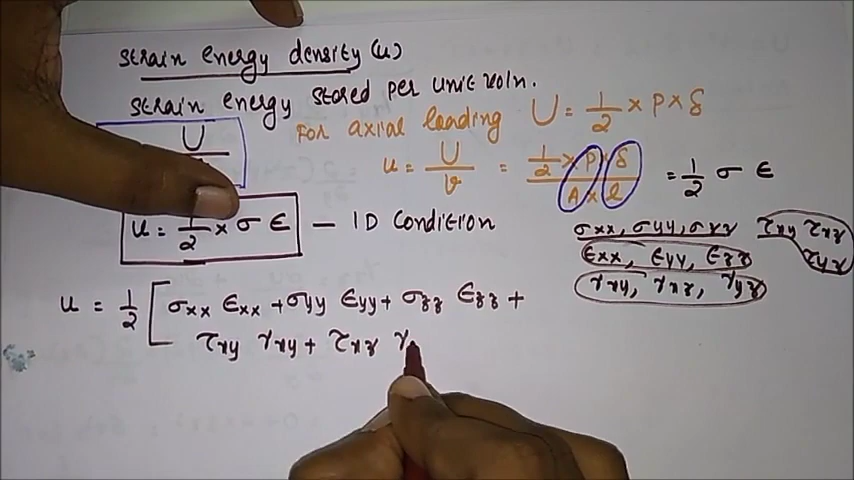 strain energy density (u)
strain energy stored per unit voln.
For axial loading U = 1/2 × P × δ
U
u = U/v = 1/2 × P × δ / A × l = 1/2 σ ε
u = 1/2 × σ ε — 1D Condition
σxx, σyy, σzz τxy τxz
εxx, εyy, εzz τyz
γxy, γxz, γyz
u = 1/2 [ σxx εxx + σyy εyy + σzz εzz +
τxy γxy + τxz γ